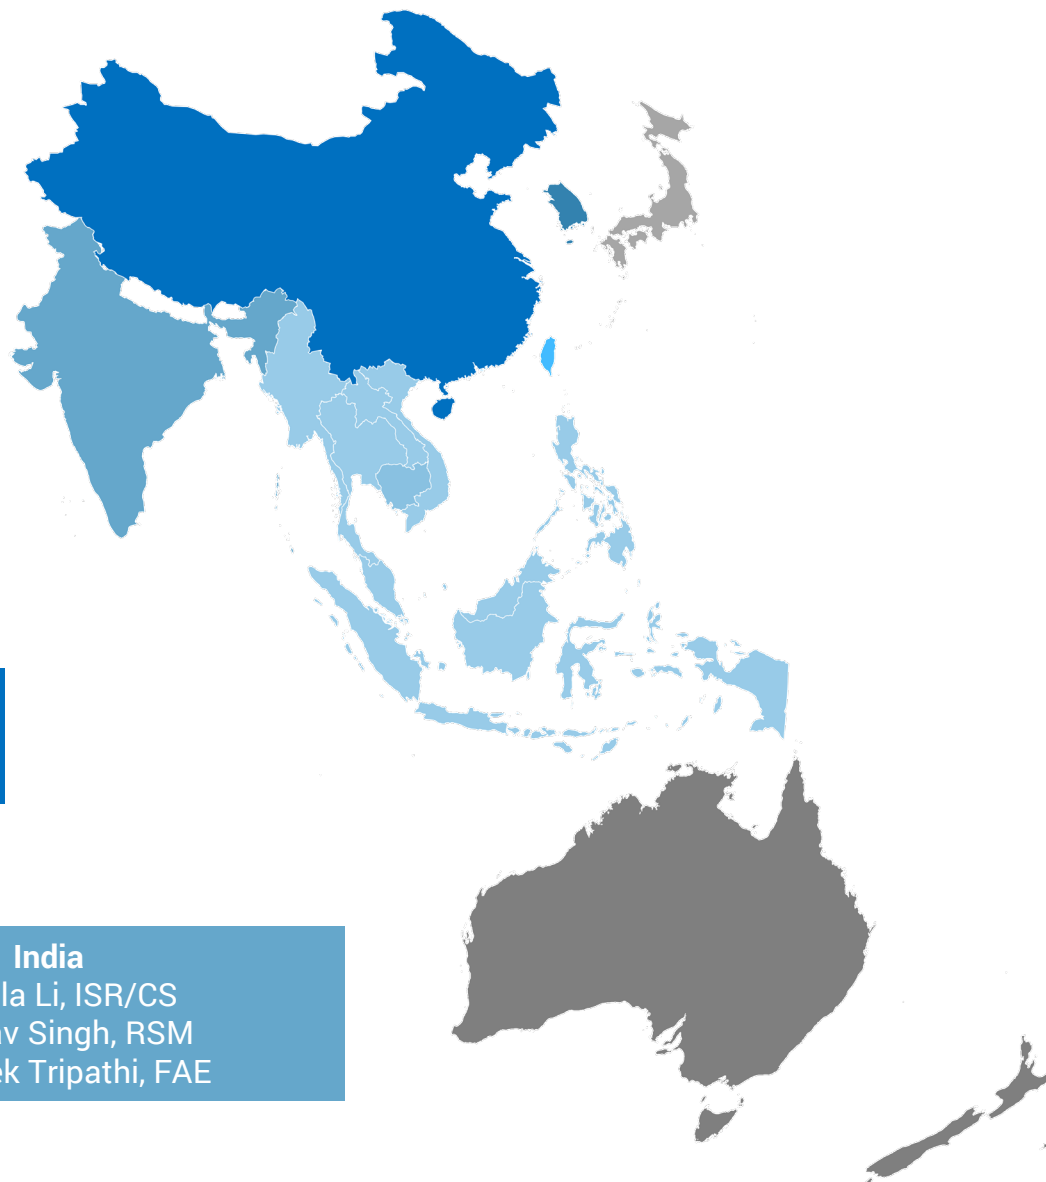 India
la Li, ISR/CS
Singh, RSM
Tripathi, FAE